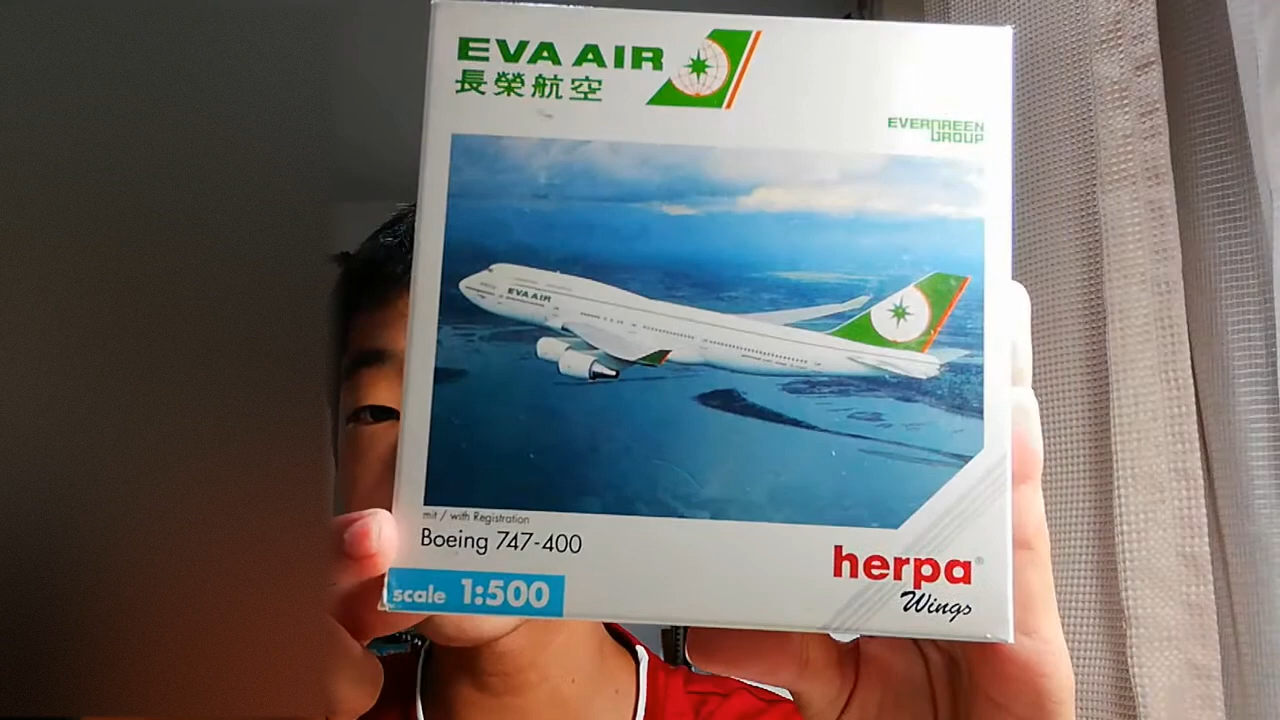 EVA AIR
長榮航空
EVERGREEN
GROUP
EVA AIR
mit / with Registration
Boeing 747-400
scale 1:500
herpa®
Wings